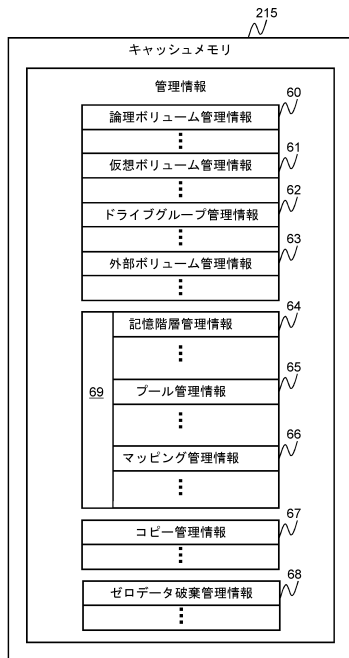 215
キャッシュメモリ
管理情報
60
論理ボリューム管理情報
61
仮想ボリューム管理情報
62
ドライブグループ管理情報
63
外部ボリューム管理情報
64
記憶階層管理情報
65
69
プール管理情報
66
マッピング管理情報
67
コピー管理情報
68
ゼロデータ破棄管理情報